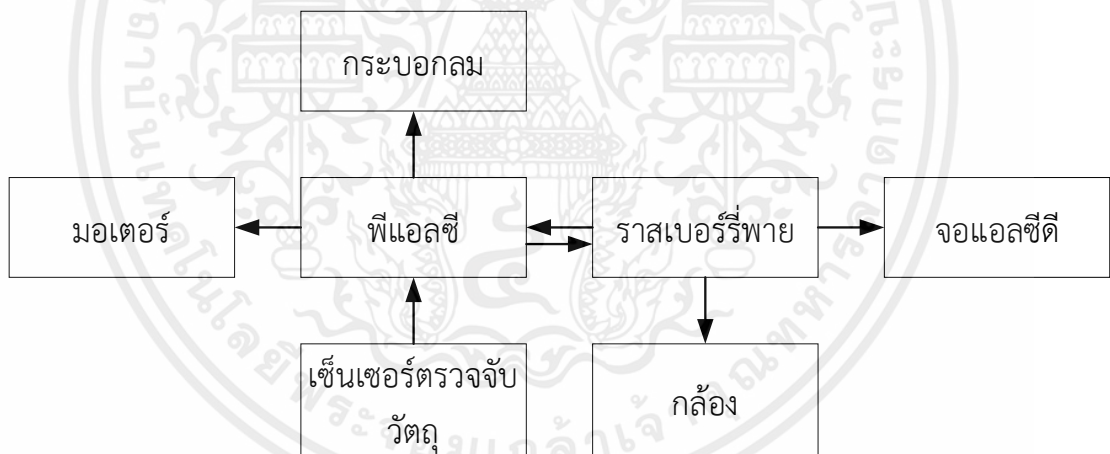 กระบอกลม
มอเตอร์
พีแอลซี
ราสเบอร์รี่พาย
จอแอลซีดี
เซ็นเซอร์ตรวจจับ
วัตถุ
กล้อง